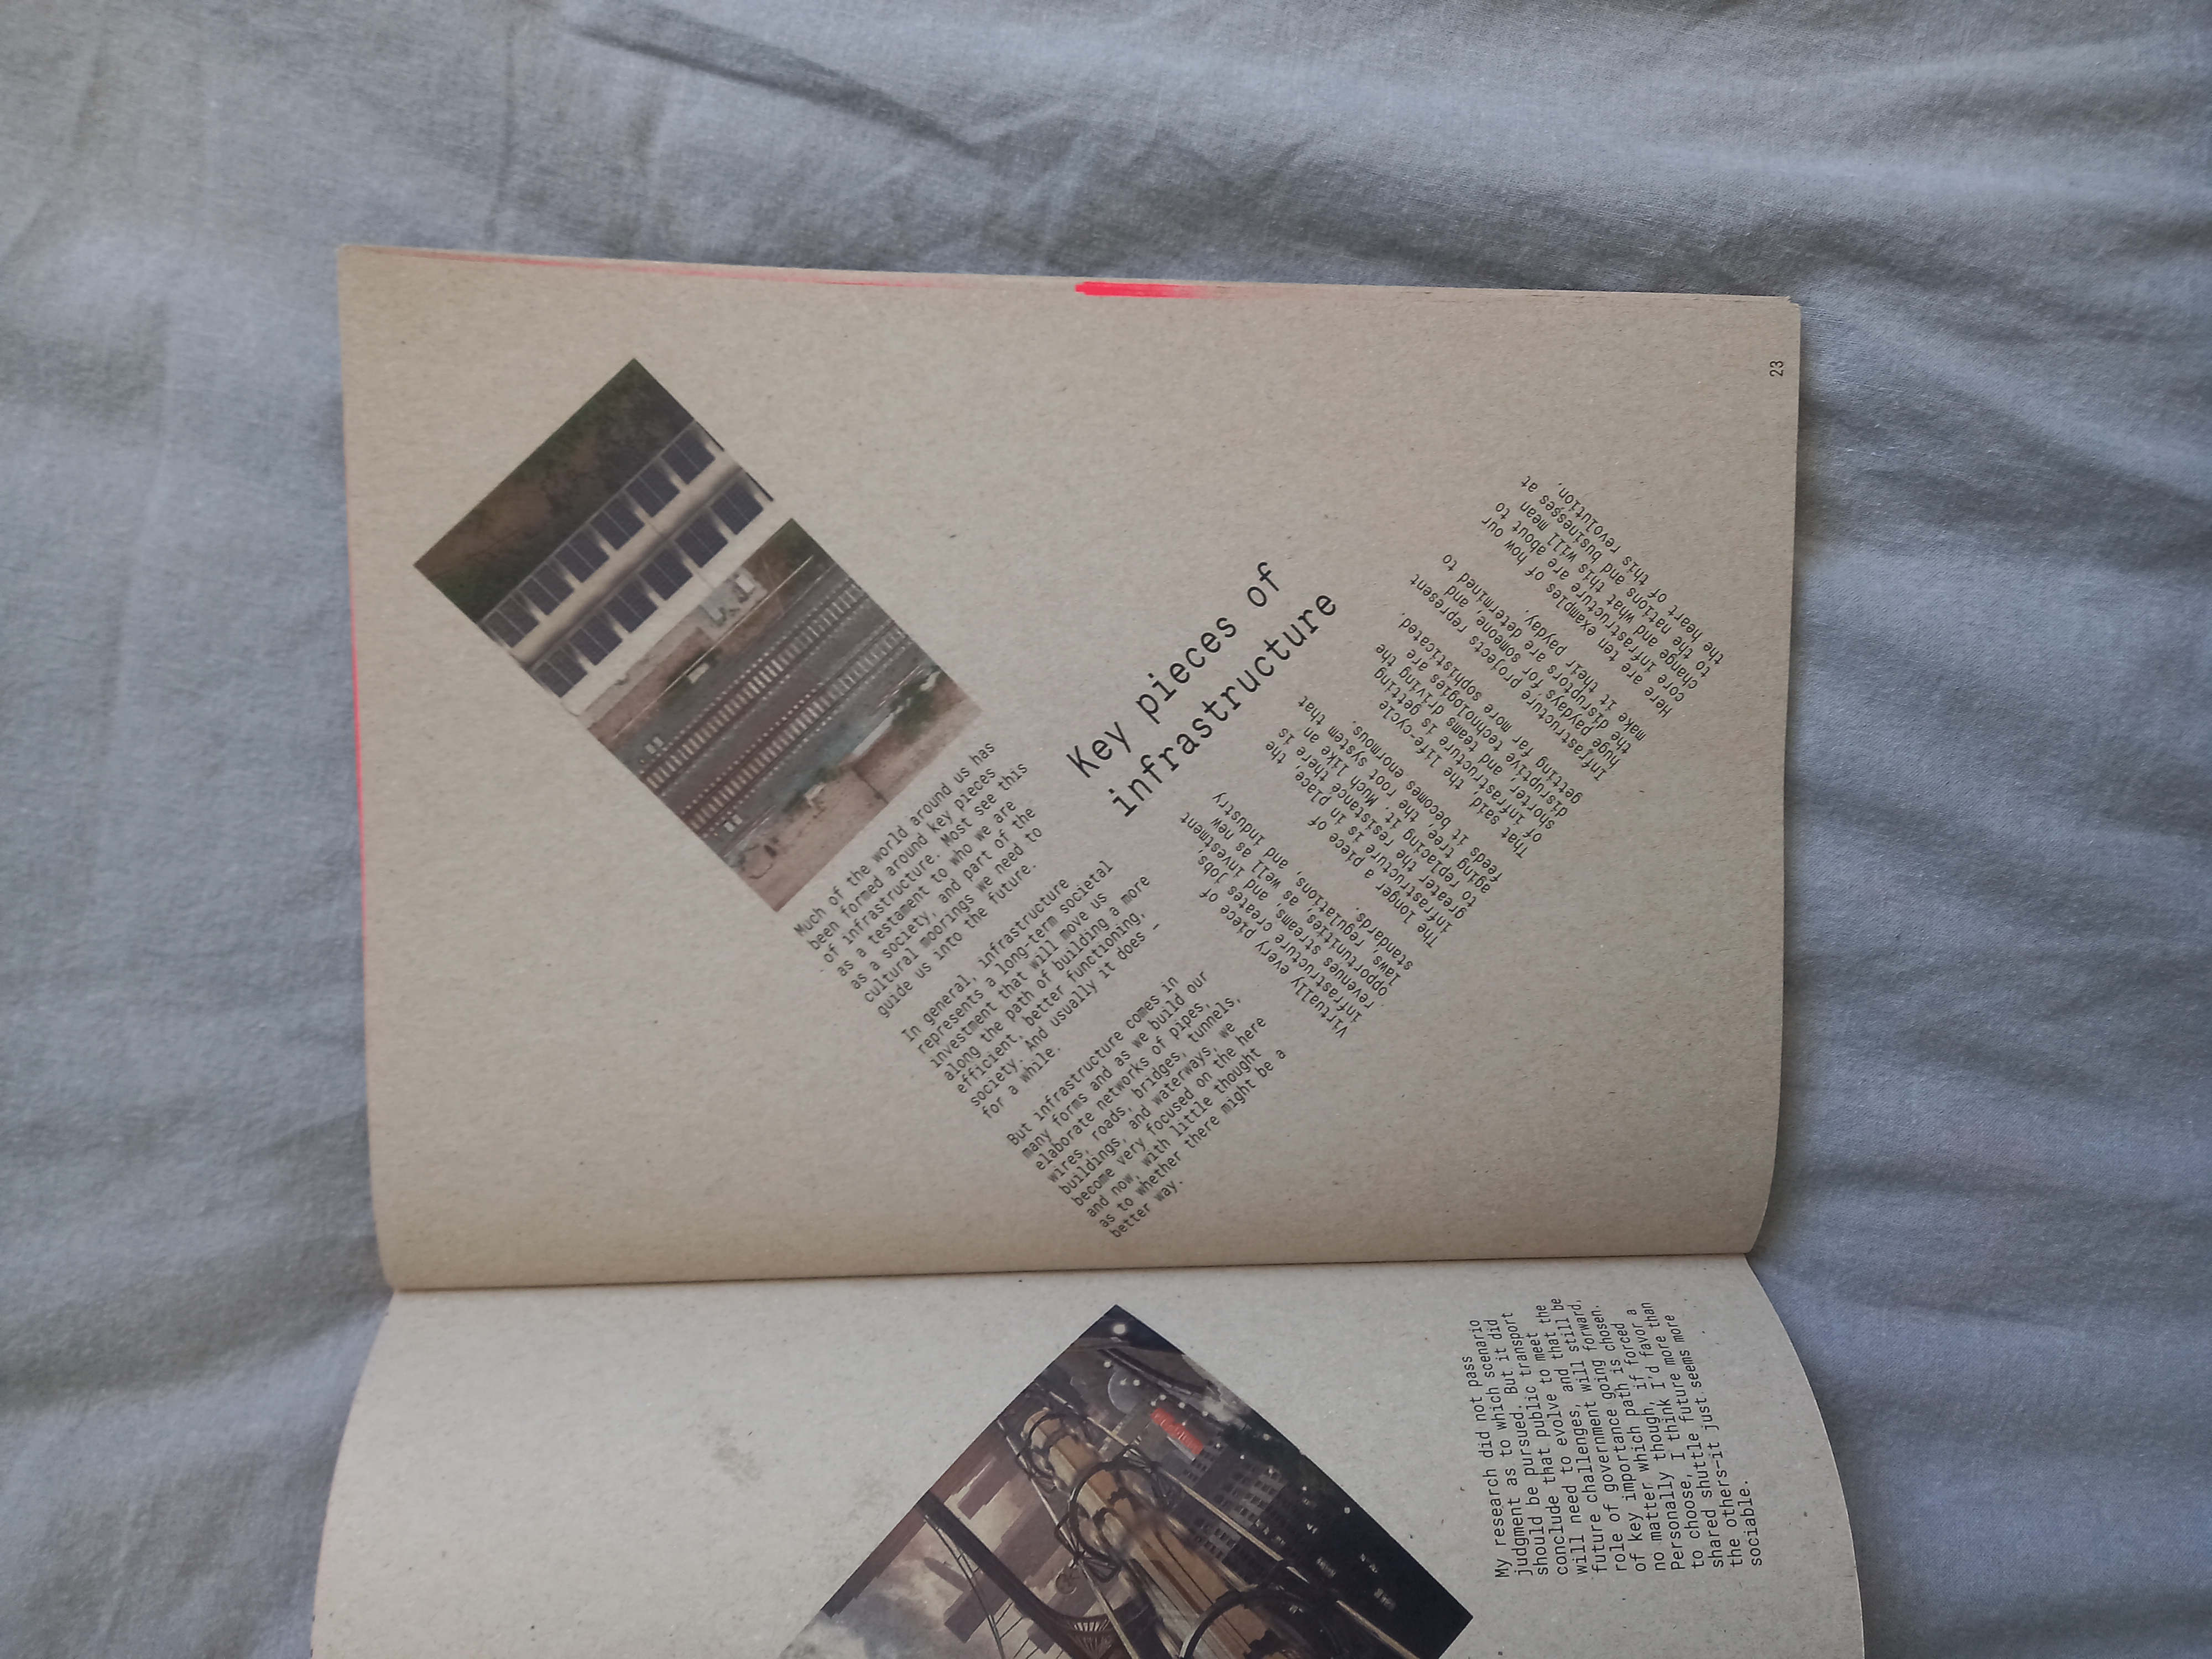 My research did not pass
judgment as to which scenario
should be pursued. But it did
conclude that public transport
will need to evolve to meet
future challenges, and that the
role of government will still be
of key importance going forward,
no matter which path is chosen.
Personally though, if forced
to choose, I think I'd favor a
shared shuttle future more than
the others—it just seems more
sociable.
Key pieces of
infrastructure
Much of the world around us has
been formed around key pieces
of infrastructure. Most see this
as a testament to who we are
as a society, and part of the
cultural moorings we need to
guide us into the future.
In general, infrastructure
represents a long-term societal
investment that will move us
along the path of building a more
efficient, better functioning,
society. And usually it does –
for a while.
But infrastructure comes in
many forms and as we build our
elaborate networks of pipes,
wires, roads, bridges, tunnels,
buildings, and waterways, we
become very focused on the here
and now, with little thought
as to whether there might be a
better way.
Virtually every piece of
infrastructure creates jobs,
revenues streams, and investment
opportunities, as well as new
laws, regulations, and industry
standards.
The longer a piece of
infrastructure is in place, the
greater the resistance there is
to replacing it. Much like an
aging tree, the root system that
feeds it becomes enormous.
That said, the life-cycle
of infrastructure is getting
shorter, and teams driving the
disruptive technologies are
getting far more sophisticated.
Infrastructure projects represent
huge paydays for someone, and
the disruptors are determined to
make it their payday.
Here are ten examples of how our
core infrastructure are about to
change and what this will mean
to the nations and businesses at
the heart of this revolution.
23